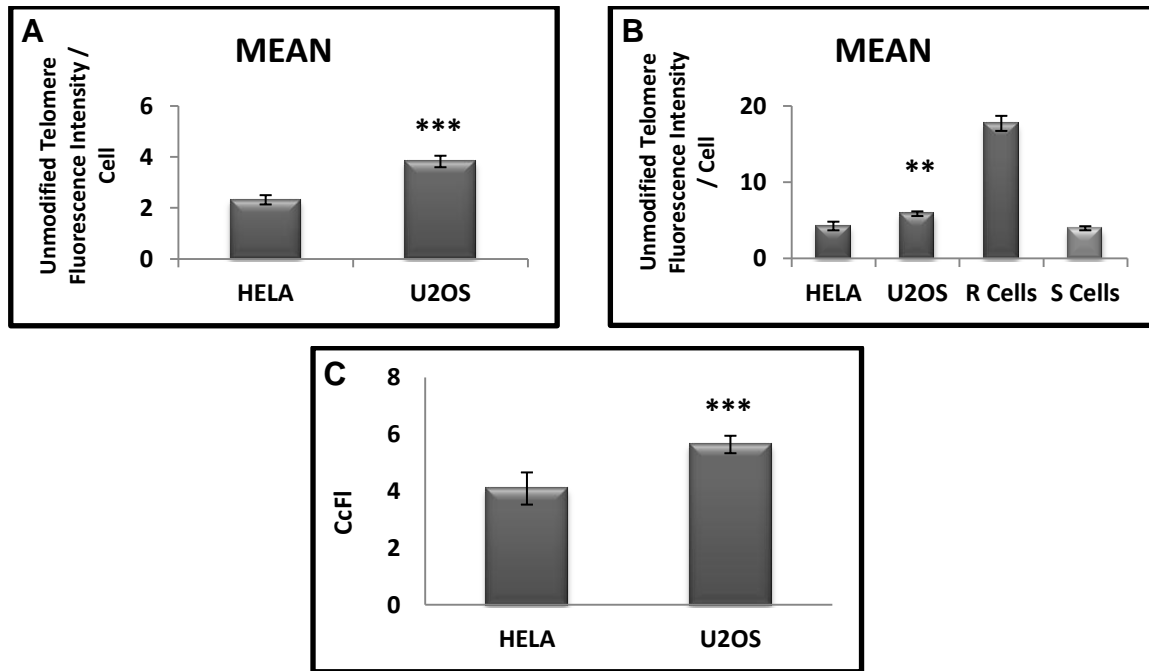 A
MEAN
Unmodified Telomere
Fluorescence Intensity /
Cell
6
4
2
0
***
HELA
U2OS
B
MEAN
Unmodified Telomere
Fluorescence Intensity
/ Cell
20
10
0
**
HELA
U2OS
R Cells
S Cells
C
CcFI
8
6
4
2
0
***
HELA
U2OS